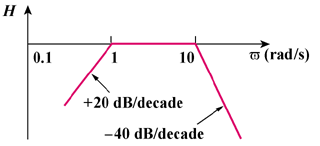 H
0.1 1 10 ϖ (rad/s)
+20 dB/decade
−40 dB/decade